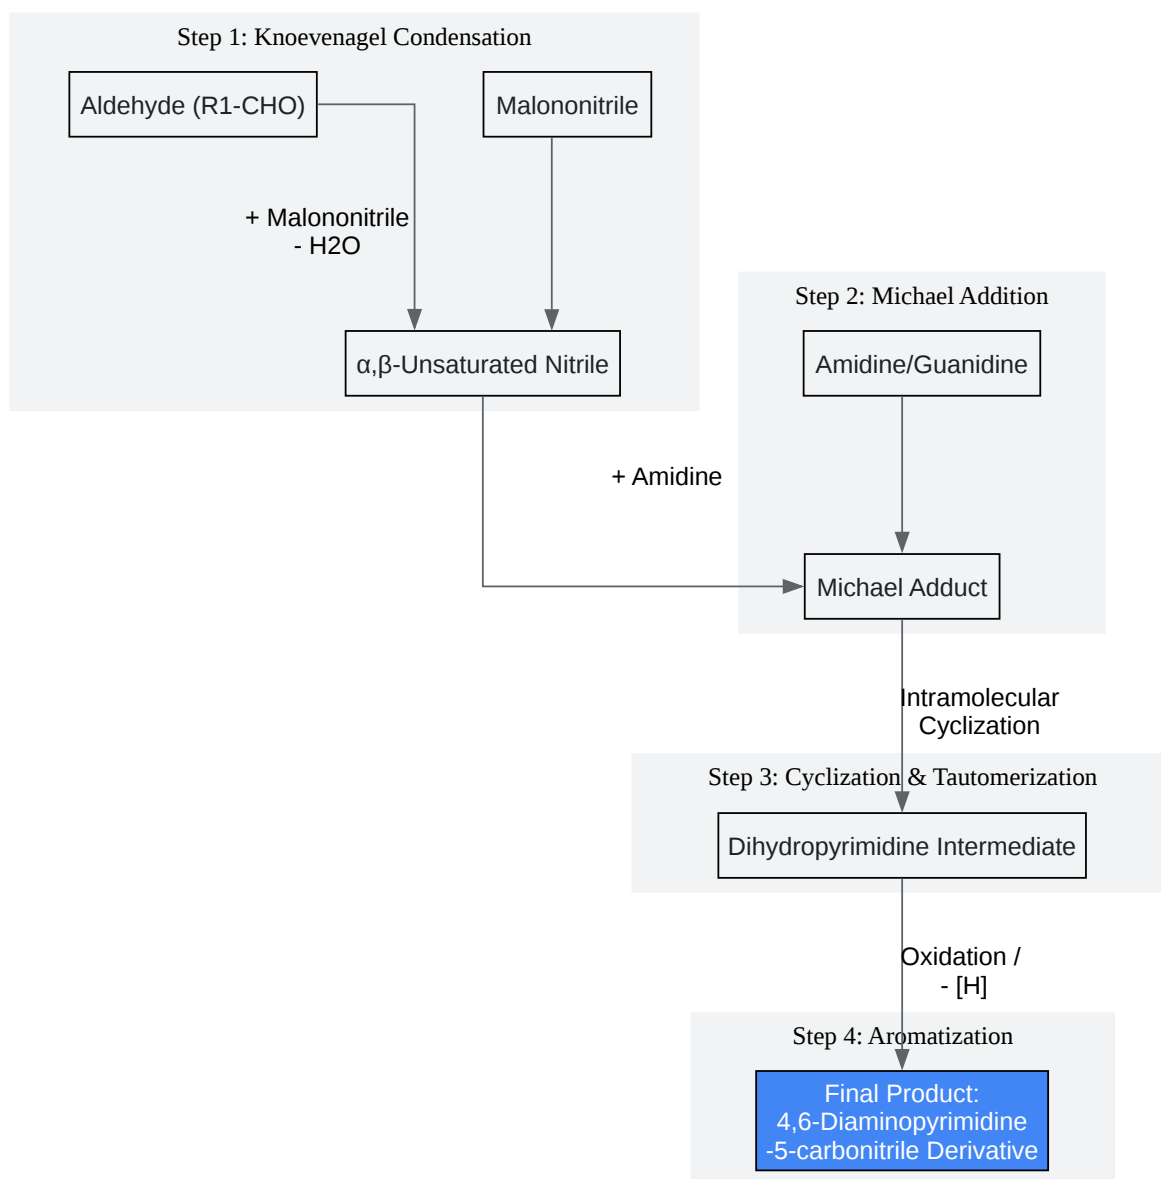 Step 1: Knoevenagel Condensation
Aldehyde (R1-CHO)
Malononitrile
+ Malononitrile
- H2O
α,β-Unsaturated Nitrile
Step 2: Michael Addition
Amidine/Guanidine
+ Amidine
Michael Adduct
Intramolecular
Cyclization
Step 3: Cyclization & Tautomerization
Dihydropyrimidine Intermediate
Oxidation /
- [H]
Step 4: Aromatization
Final Product:
4,6-Diaminopyrimidine
-5-carbonitrile Derivative